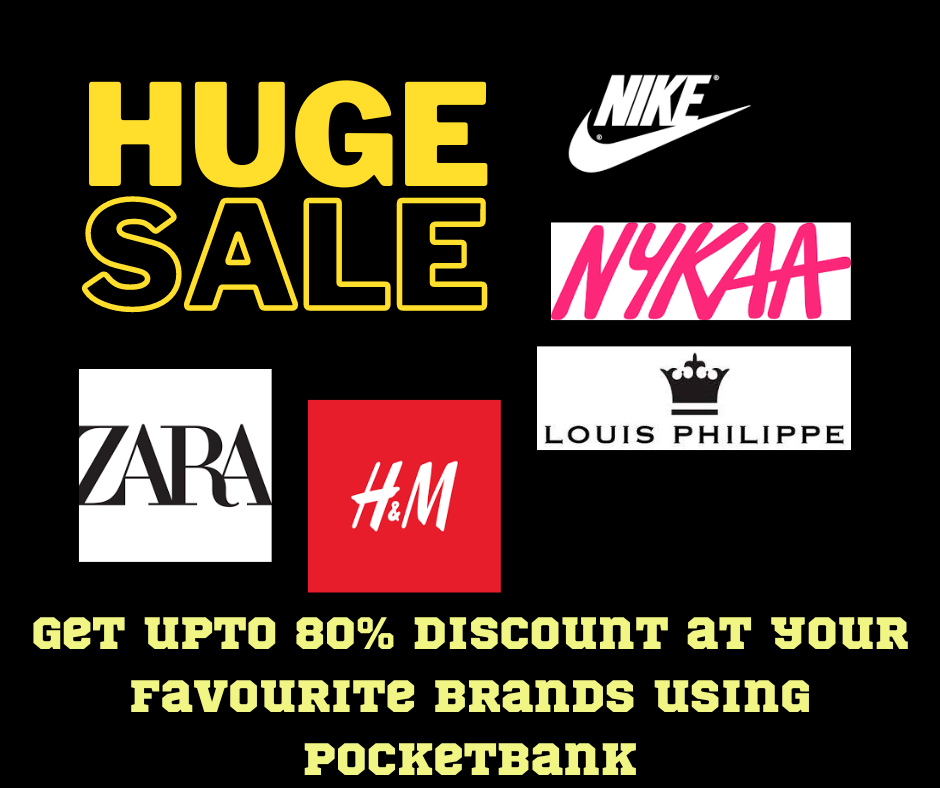 HUGE
SALE
NIKE
NYKAA
LOUIS PHILIPPE
ZARA
H&M
GET UPTO 80% DISCOUNT AT YOUR
FAVOURITE BRANDS USING
POCKETBANK